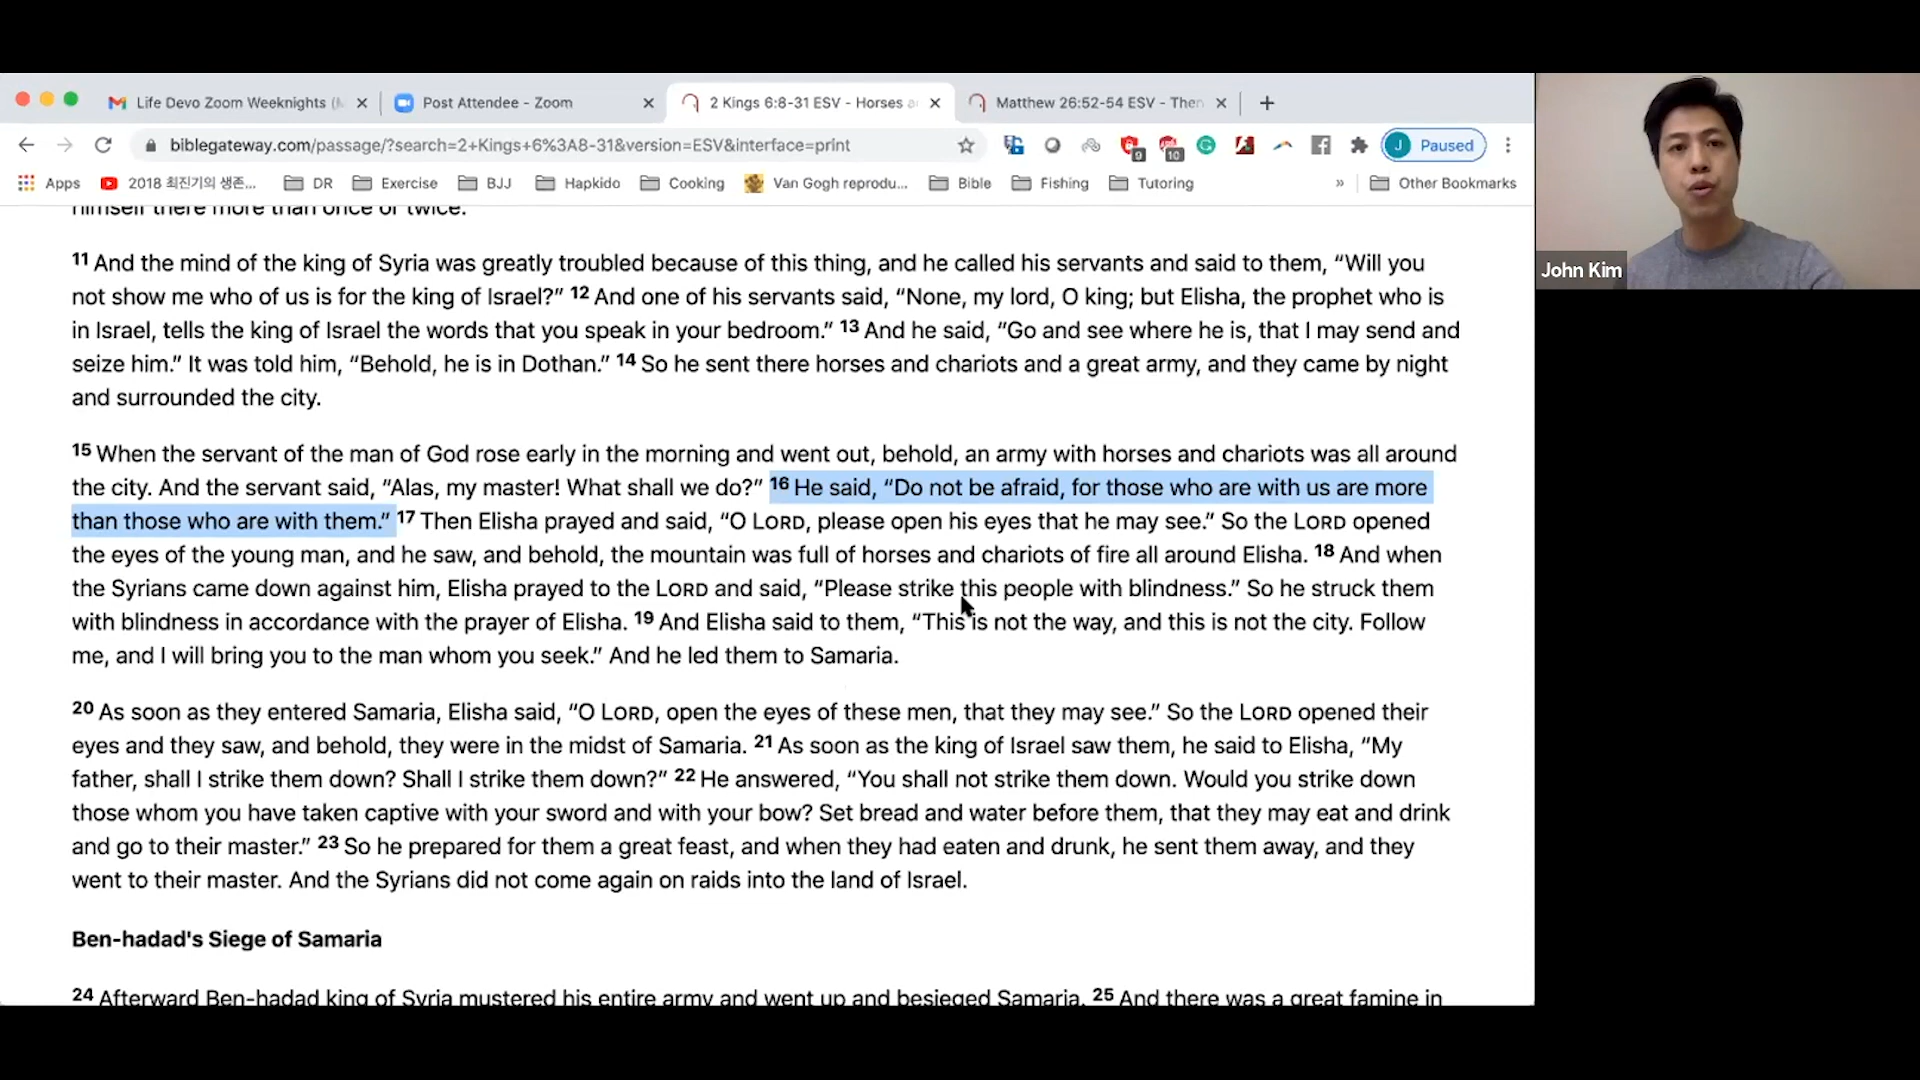 Life Devo Zoom Weeknights (
Post Attendee - Zoom
2 Kings 6:8-31 ESV - Horses a
Matthew 26:52-54 ESV - Then
biblegateway.com/passage/?search=2+Kings+6%3A8-31&version=ESV&interface=print
9
10
J Paused
Apps
2018 최진기의 생존...
DR
Exercise
BJJ
Hapkido
Cooking
Van Gogh reprodu...
Bible
Fishing
Tutoring
»
Other Bookmarks
John Kim
himself there more than once or twice.
11 And the mind of the king of Syria was greatly troubled because of this thing, and he called his servants and said to them, “Will you
not show me who of us is for the king of Israel?” 12 And one of his servants said, “None, my lord, O king; but Elisha, the prophet who is
in Israel, tells the king of Israel the words that you speak in your bedroom.” 13 And he said, “Go and see where he is, that I may send and
seize him.” It was told him, “Behold, he is in Dothan.” 14 So he sent there horses and chariots and a great army, and they came by night
and surrounded the city.
15 When the servant of the man of God rose early in the morning and went out, behold, an army with horses and chariots was all around
the city. And the servant said, “Alas, my master! What shall we do?” 16 He said, “Do not be afraid, for those who are with us are more
than those who are with them.” 17 Then Elisha prayed and said, “O LORD, please open his eyes that he may see.” So the LORD opened
the eyes of the young man, and he saw, and behold, the mountain was full of horses and chariots of fire all around Elisha. 18 And when
the Syrians came down against him, Elisha prayed to the LORD and said, “Please strike this people with blindness.” So he struck them
with blindness in accordance with the prayer of Elisha. 19 And Elisha said to them, “This is not the way, and this is not the city. Follow
me, and I will bring you to the man whom you seek.” And he led them to Samaria.
20 As soon as they entered Samaria, Elisha said, “O LORD, open the eyes of these men, that they may see.” So the LORD opened their
eyes and they saw, and behold, they were in the midst of Samaria. 21 As soon as the king of Israel saw them, he said to Elisha, “My
father, shall I strike them down? Shall I strike them down?” 22 He answered, “You shall not strike them down. Would you strike down
those whom you have taken captive with your sword and with your bow? Set bread and water before them, that they may eat and drink
and go to their master.” 23 So he prepared for them a great feast, and when they had eaten and drunk, he sent them away, and they
went to their master. And the Syrians did not come again on raids into the land of Israel.
Ben-hadad's Siege of Samaria
24 Afterward Ben-hadad king of Syria mustered his entire army and went up and besieged Samaria. 25 And there was a great famine in